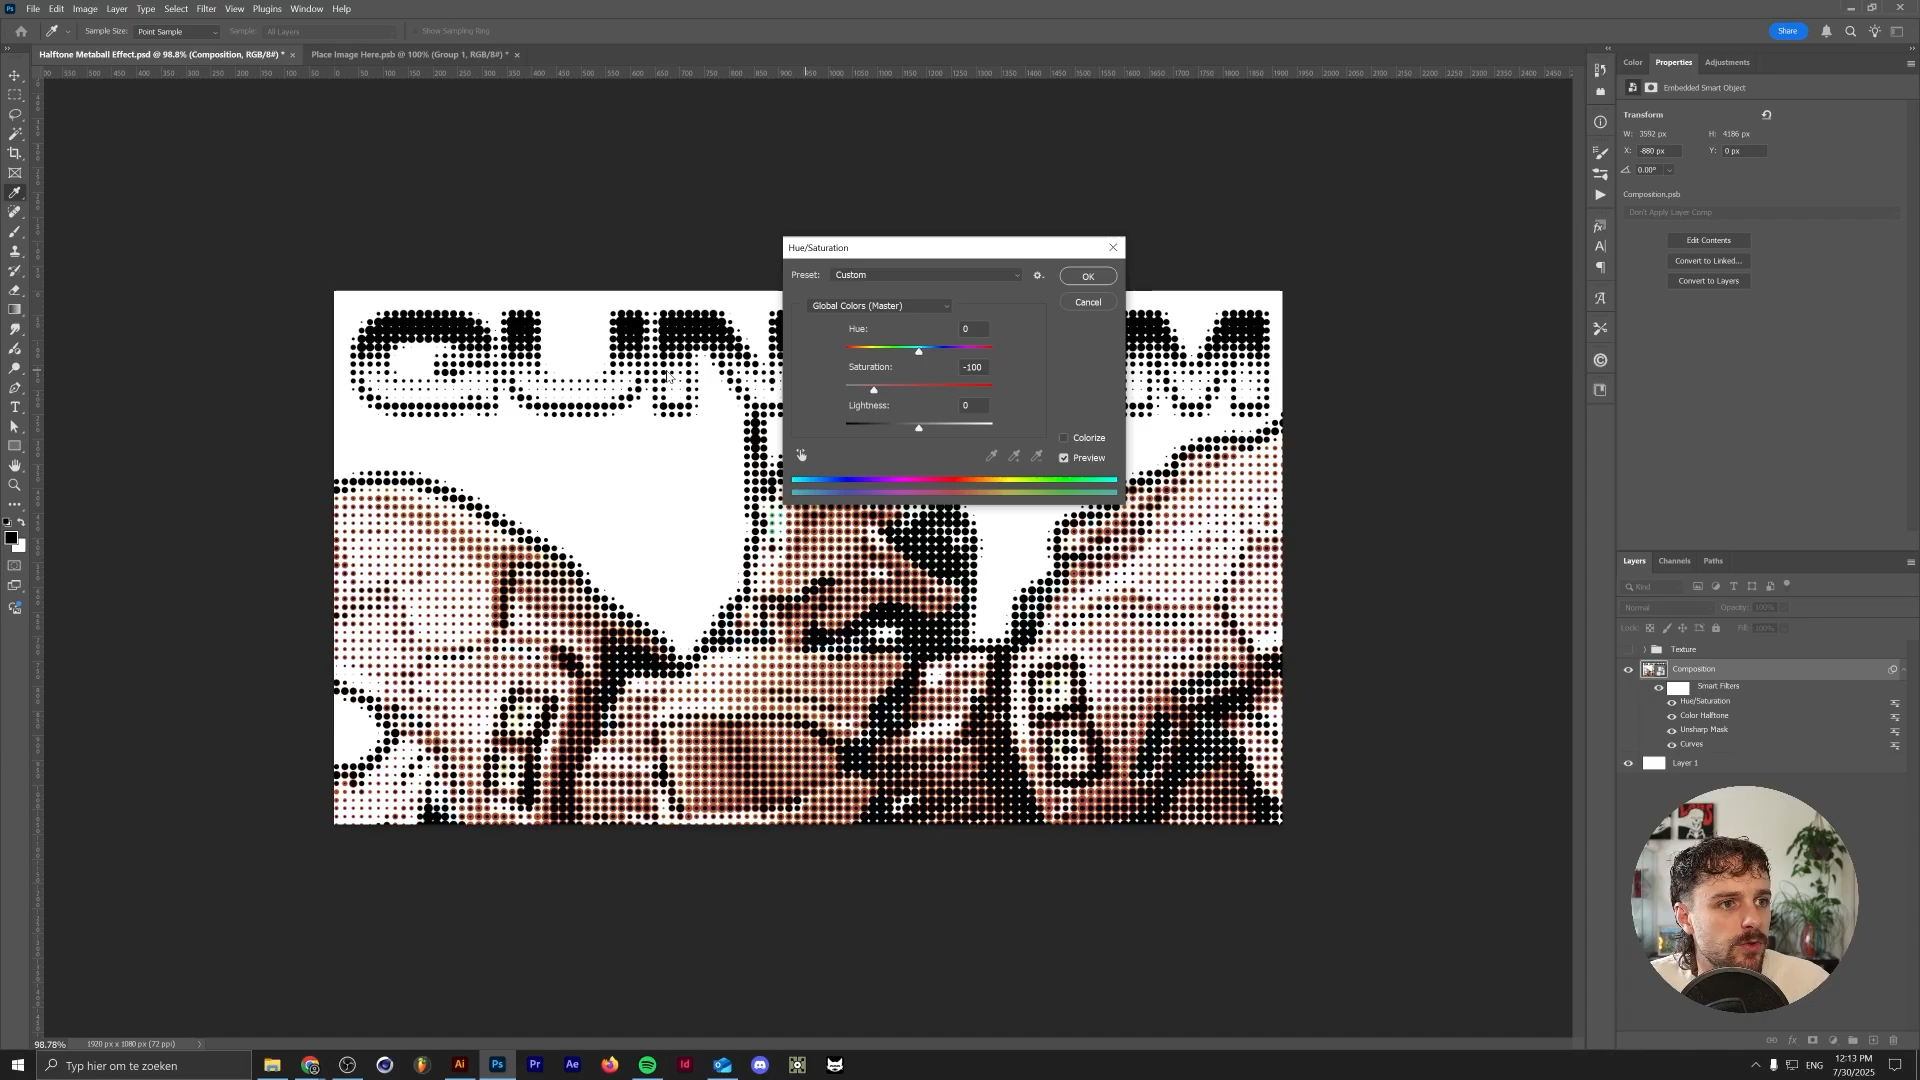 File Edit Image Layer Type Select Filter View Plugins Window Help
Sample Size: Point Sample Sample: All Layers Show Sampling Ring
Share
Halftone Metaball Effect.psd @ 98.8% (Composition, RGB/8#) * ×
Place Image Here.psb @ 100% (Group 1, RGB/8#) * ×
Color Properties Adjustments
Embedded Smart Object
Transform
W: 3592 px H: 4186 px
X: -880 px Y: 0 px
0.00°
Composition.psb
Don't Apply Layer Comp
Edit Contents
Convert to Linked...
Convert to Layers
Hue/Saturation
Preset: Custom
OK
Cancel
Global Colors (Master)
Hue: 0
Saturation: -100
Lightness: 0
Colorize
Preview
Layers Channels Paths
Kind
Normal Opacity: 100%
Lock: Fill: 100%
Texture
Composition
Smart Filters
Hue/Saturation
Color Halftone
Unsharp Mask
Curves
Layer 1
98.78% 1920 px x 1080 px (72 ppi)
Typ hier om te zoeken
Ai Ps Pr Ae Id
ENG
12:13 PM
7/30/2025